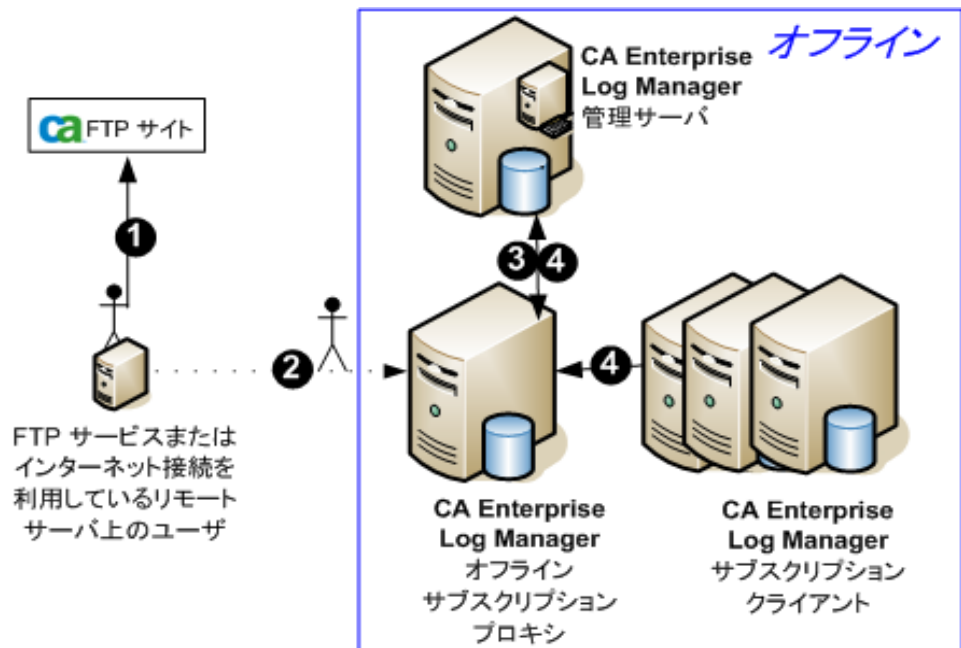 オフライン
CA Enterprise
Log Manager
管理サーバ
ca FTP サイト
1
3 4
2
4
FTP サービスまたは
インターネット接続を
利用しているリモート
サーバ上のユーザ
CA Enterprise
Log Manager
オフライン
サブスクリプション
プロキシ
CA Enterprise
Log Manager
サブスクリプション
クライアント